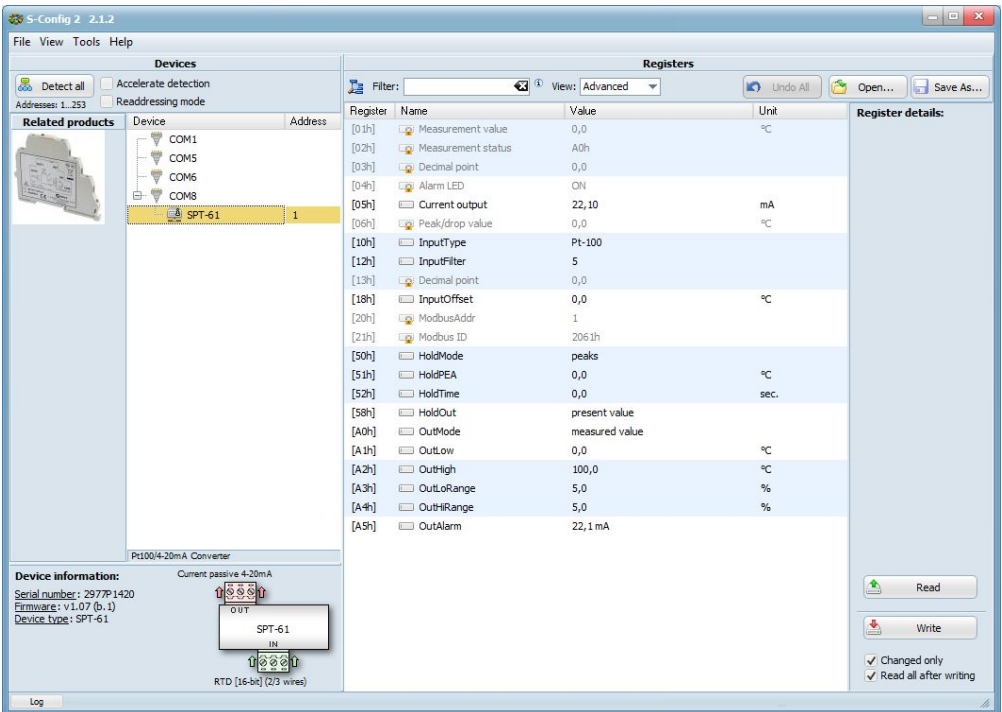 S-Config 2 2.1.2
File View Tools Help
Devices
Detect all
Accelerate detection
Addresses: 1...253
Readdressing mode
Related products
Device Address
COM1
COM5
COM6
COM8
SPT-61 1
Pt100/4-20mA Converter
Device information:
Serial number: 2977P1420
Firmware: v1.07 (b.1)
Device type: SPT-61
Current passive 4-20mA
OUT
SPT-61
IN
RTD [16-bit] (2/3 wires)
Registers
Filter: View: Advanced Undo All Open... Save As...
Register Name Value Unit
[01h] Measurement value 0,0 °C
[02h] Measurement status A0h
[03h] Decimal point 0,0
[04h] Alarm LED ON
[05h] Current output 22,10 mA
[06h] Peak/drop value 0,0 °C
[10h] InputType Pt-100
[12h] InputFilter 5
[13h] Decimal point 0,0
[18h] InputOffset 0,0 °C
[20h] ModbusAddr 1
[21h] Modbus ID 2061h
[50h] HoldMode peaks
[51h] HoldPEA 0,0 °C
[52h] HoldTime 0,0 sec.
[58h] HoldOut present value
[A0h] OutMode measured value
[A1h] OutLow 0,0 °C
[A2h] OutHigh 100,0 °C
[A3h] OutLoRange 5,0 %
[A4h] OutHiRange 5,0 %
[A5h] OutAlarm 22,1 mA
Register details:
Read
Write
Changed only
Read all after writing
Log